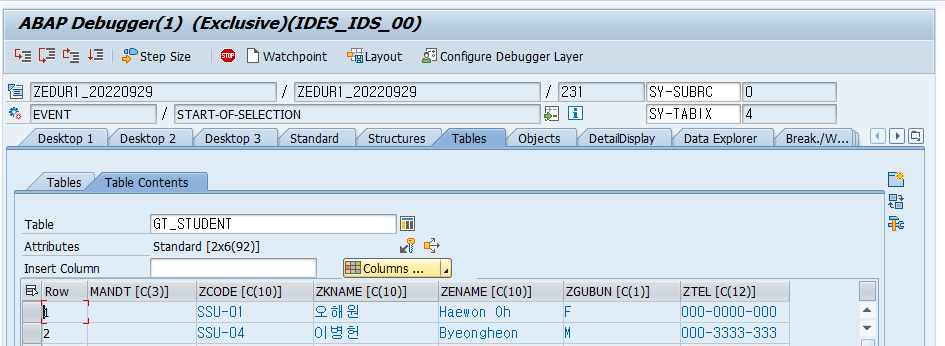 ABAP Debugger(1) (Exclusive)(IDES_IDS_00)
Step Size STOP Watchpoint Layout Configure Debugger Layer
ZEDUR1_20220929 / ZEDUR1_20220929 / 231 SY-SUBRC 0
EVENT / START-OF-SELECTION SY-TABIX 4
Desktop 1 Desktop 2 Desktop 3 Standard Structures Tables Objects DetailDisplay Data Explorer Break./W...
Tables Table Contents
Table GT_STUDENT
Attributes Standard [2x6(92)]
Insert Column Columns ...
Row MANDT [C(3)] ZCODE [C(10)] ZKNAME [C(10)] ZENAME [C(10)] ZGUBUN [C(1)] ZTEL [C(12)]
1 SSU-01 오해원 Haewon Oh F 000-0000-000
2 SSU-04 이병헌 Byeongheon M 000-3333-333